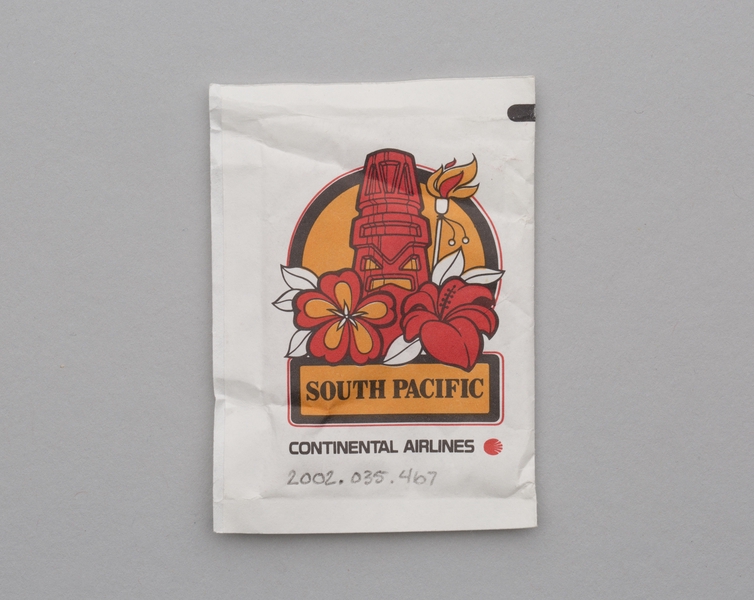 SOUTH PACIFIC
CONTINENTAL AIRLINES
2002.035.467